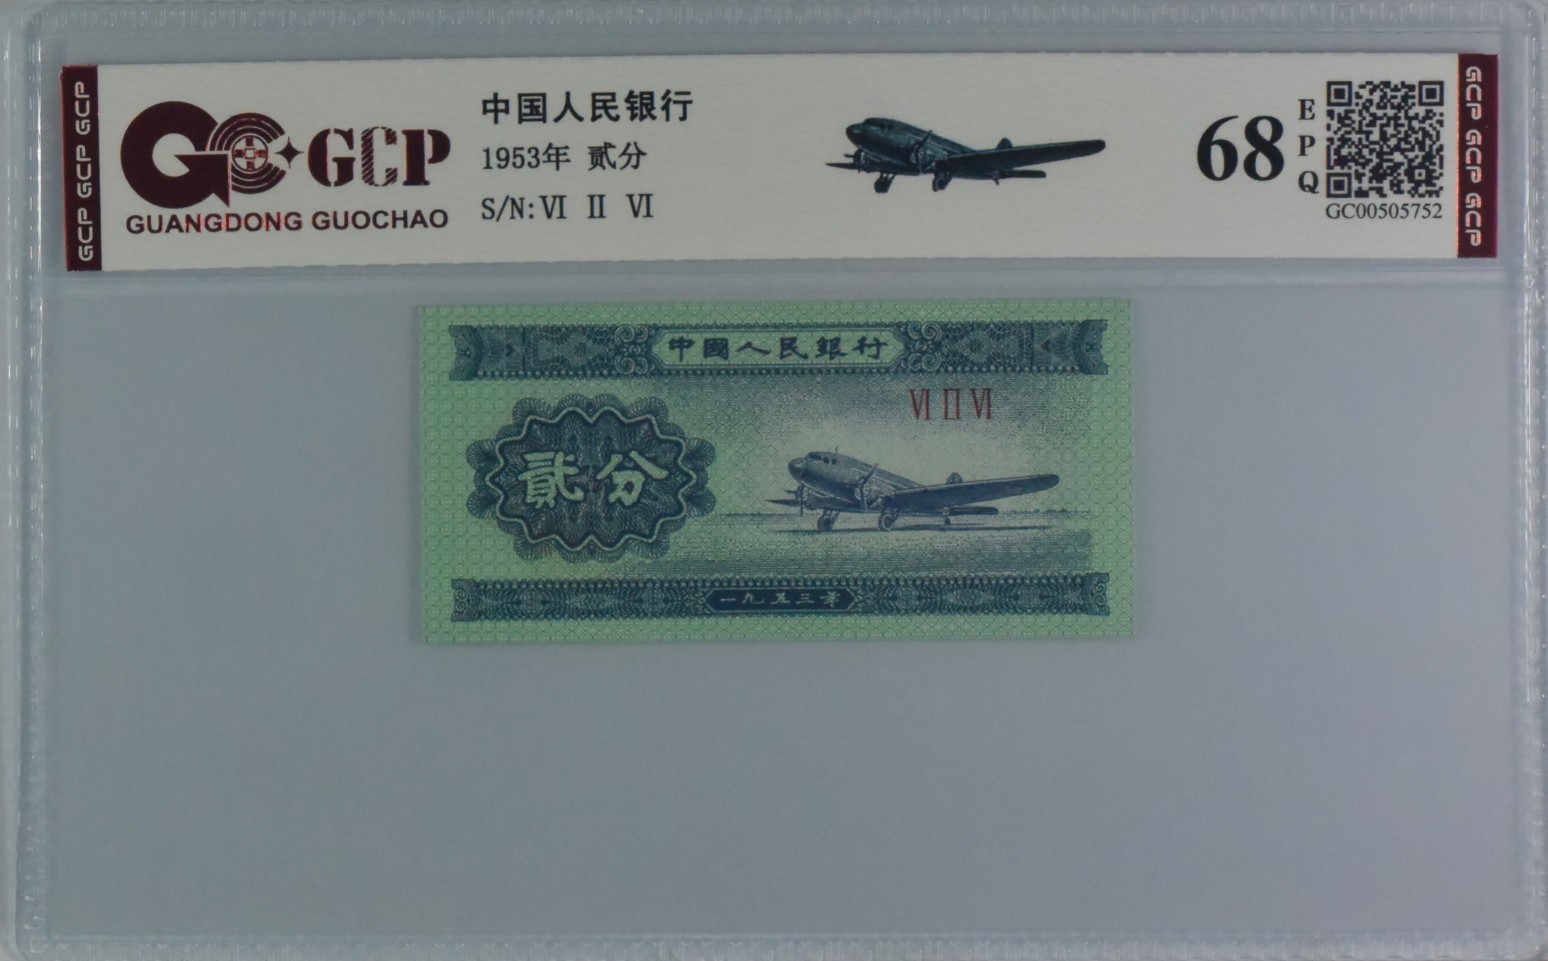 GCP GCP GCP
GCP
GUANGDONG GUOCHAO
中国人民银行
1953年 贰分
S/N: Ⅵ Ⅱ Ⅵ
68
EPQ
GC00505752
GCP GCP GCP
中國人民銀行
Ⅵ Ⅱ Ⅵ
貳分
一九五三年